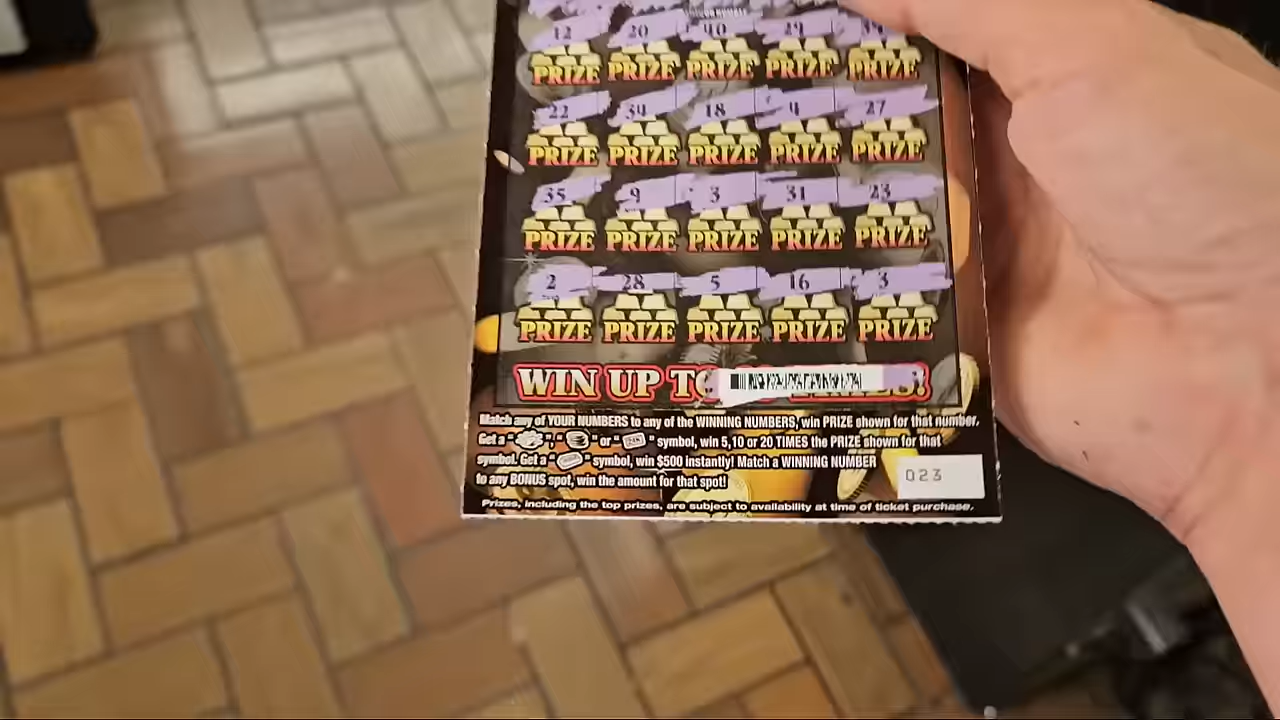 12 20 40 29
PRIZE PRIZE PRIZE PRIZE PRIZE
22 34 18 4 27
PRIZE PRIZE PRIZE PRIZE PRIZE
35 9 3 31 23
PRIZE PRIZE PRIZE PRIZE PRIZE
2 28 5 16 3
PRIZE PRIZE PRIZE PRIZE PRIZE
WIN UP TO
Match any of YOUR NUMBERS to any of the WINNING NUMBERS, win PRIZE shown for that number.
Get a " ", " " or " " symbol, win 5,10 or 20 TIMES the PRIZE shown for that
symbol. Get a " " symbol, win $500 instantly! Match a WINNING NUMBER
to any BONUS spot, win the amount for that spot!
023
Prizes, including the top prizes, are subject to availability at time of ticket purchase.